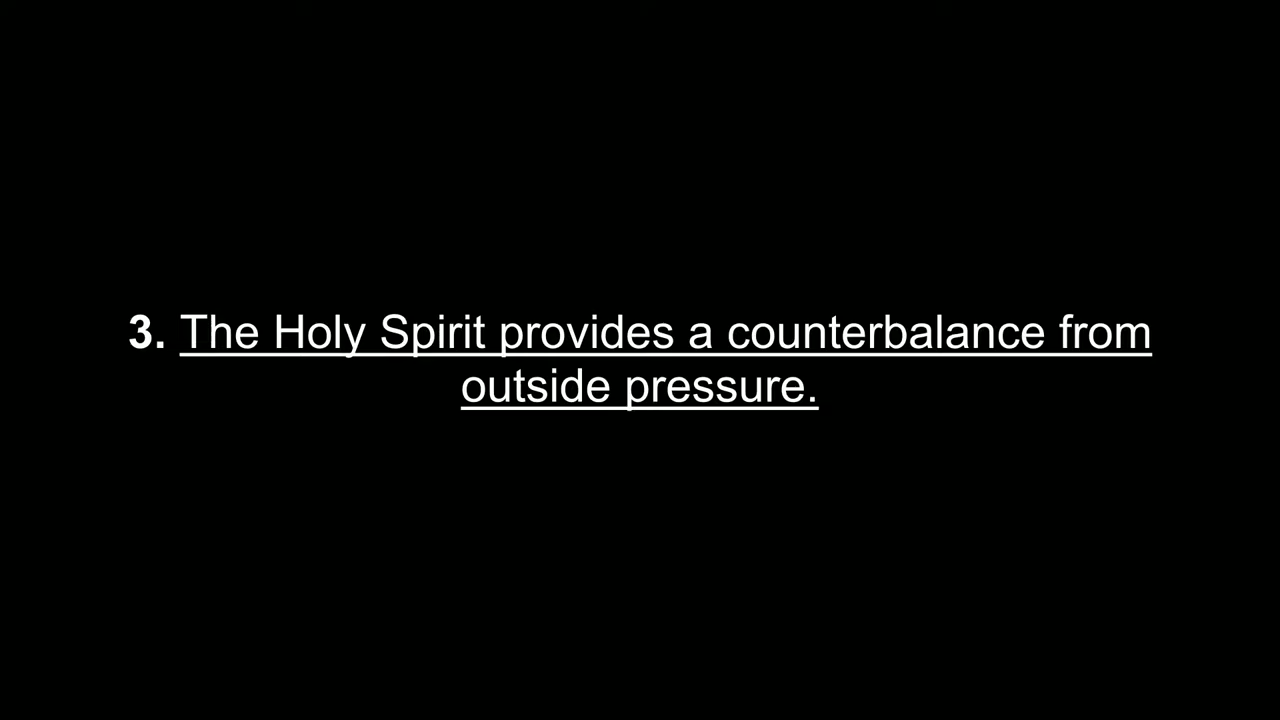 3. The Holy Spirit provides a counterbalance from
outside pressure.